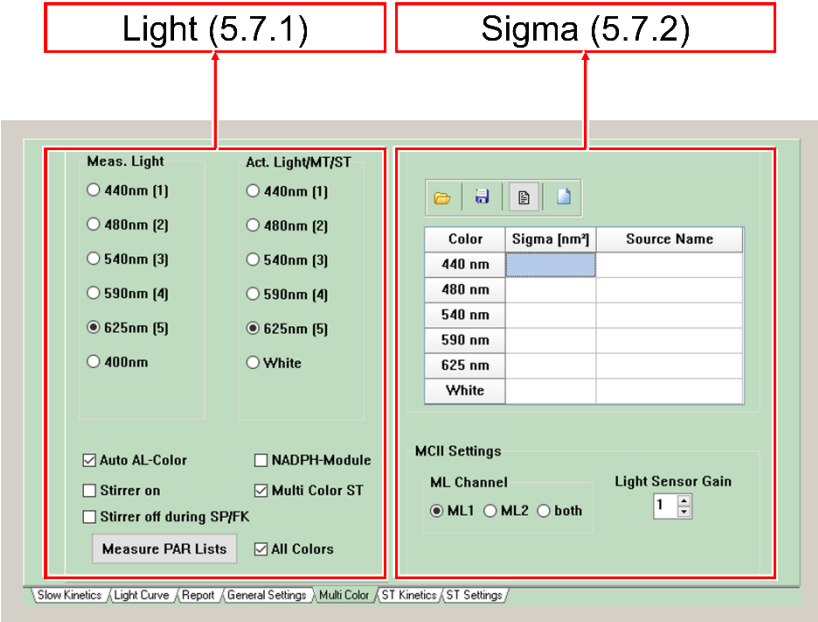 Light (5.7.1)
Sigma (5.7.2)
Meas. Light
440nm (1)
480nm (2)
540nm (3)
590nm (4)
625nm (5)
400nm
Act. Light/MT/ST
440nm (1)
480nm (2)
540nm (3)
590nm (4)
625nm (5)
White
Auto AL-Color
NADPH-Module
Stirrer on
Multi Color ST
Stirrer off during SP/FK
Measure PAR Lists
All Colors
Color Sigma [nm²] Source Name
440 nm
480 nm
540 nm
590 nm
625 nm
White
MCII Settings
ML Channel
ML1 ML2 both
Light Sensor Gain
1
Slow Kinetics Light Curve Report General Settings Multi Color ST Kinetics ST Settings